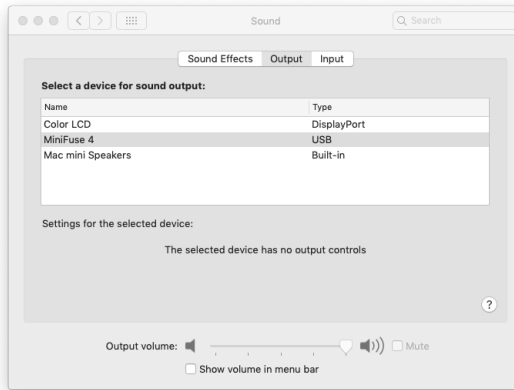 Sound
Search
Sound Effects Output Input
Select a device for sound output:
Name Type
Color LCD DisplayPort
MiniFuse 4 USB
Mac mini Speakers Built-in
Settings for the selected device:
The selected device has no output controls
?
Output volume: Mute
Show volume in menu bar